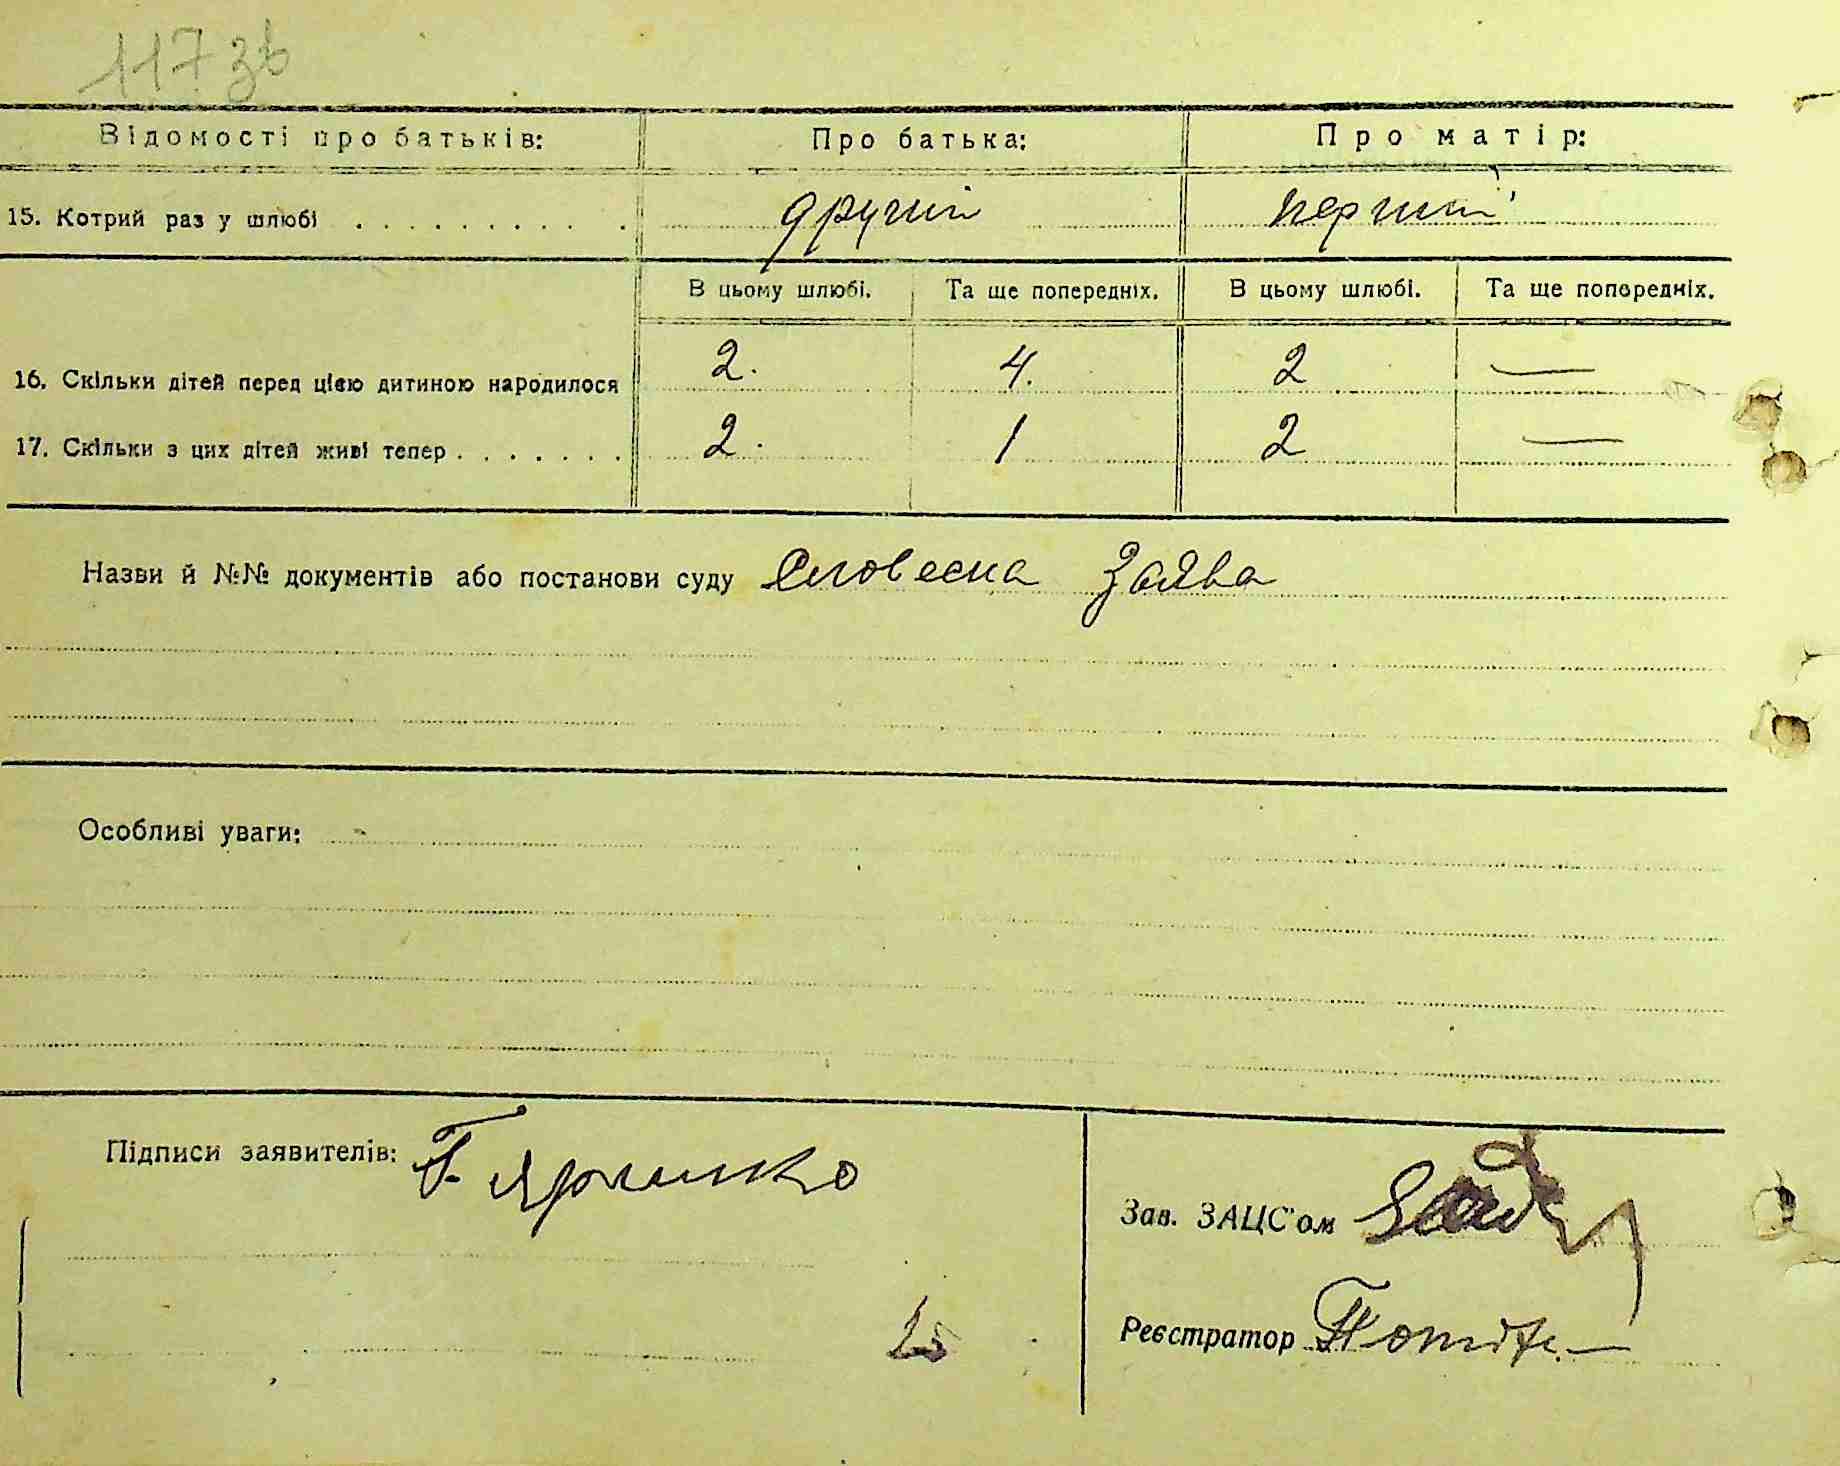 117 зв
Відомості про батьків: Про батька: Про матір:
15. Котрий раз у шлюбі . . . . . . . . . . другий перший
В цьому шлюбі. Та ще попередніх. В цьому шлюбі. Та ще попередніх.
16. Скільки дітей перед цією дитиною народилося 2. 4. 2 —
17. Скільки з цих дітей живі тепер . . . . . . . 2. 1 2 —
Назви й №№ документів або постанови суду Словесна Заява
Особливі уваги:
Підписи заявителів: Г.
Зав. ЗАЦС'ом
Реєстратор